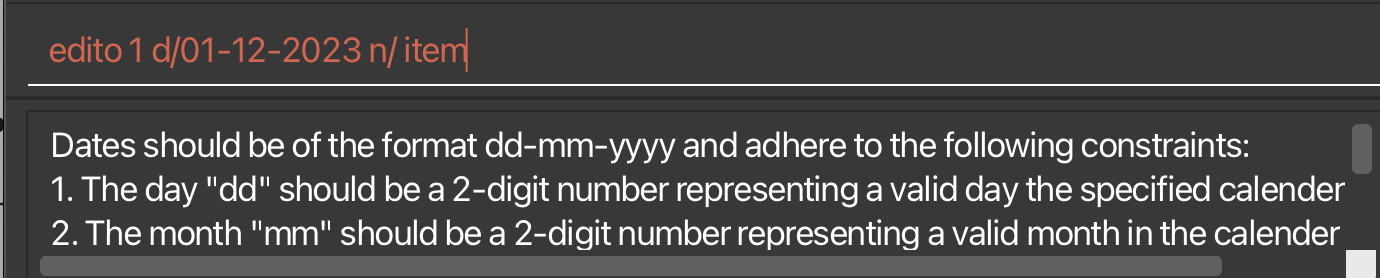 edito 1 d/01-12-2023 n/ item
Dates should be of the format dd-mm-yyyy and adhere to the following constraints:
1. The day "dd" should be a 2-digit number representing a valid day the specified calender
2. The month "mm" should be a 2-digit number representing a valid month in the calender